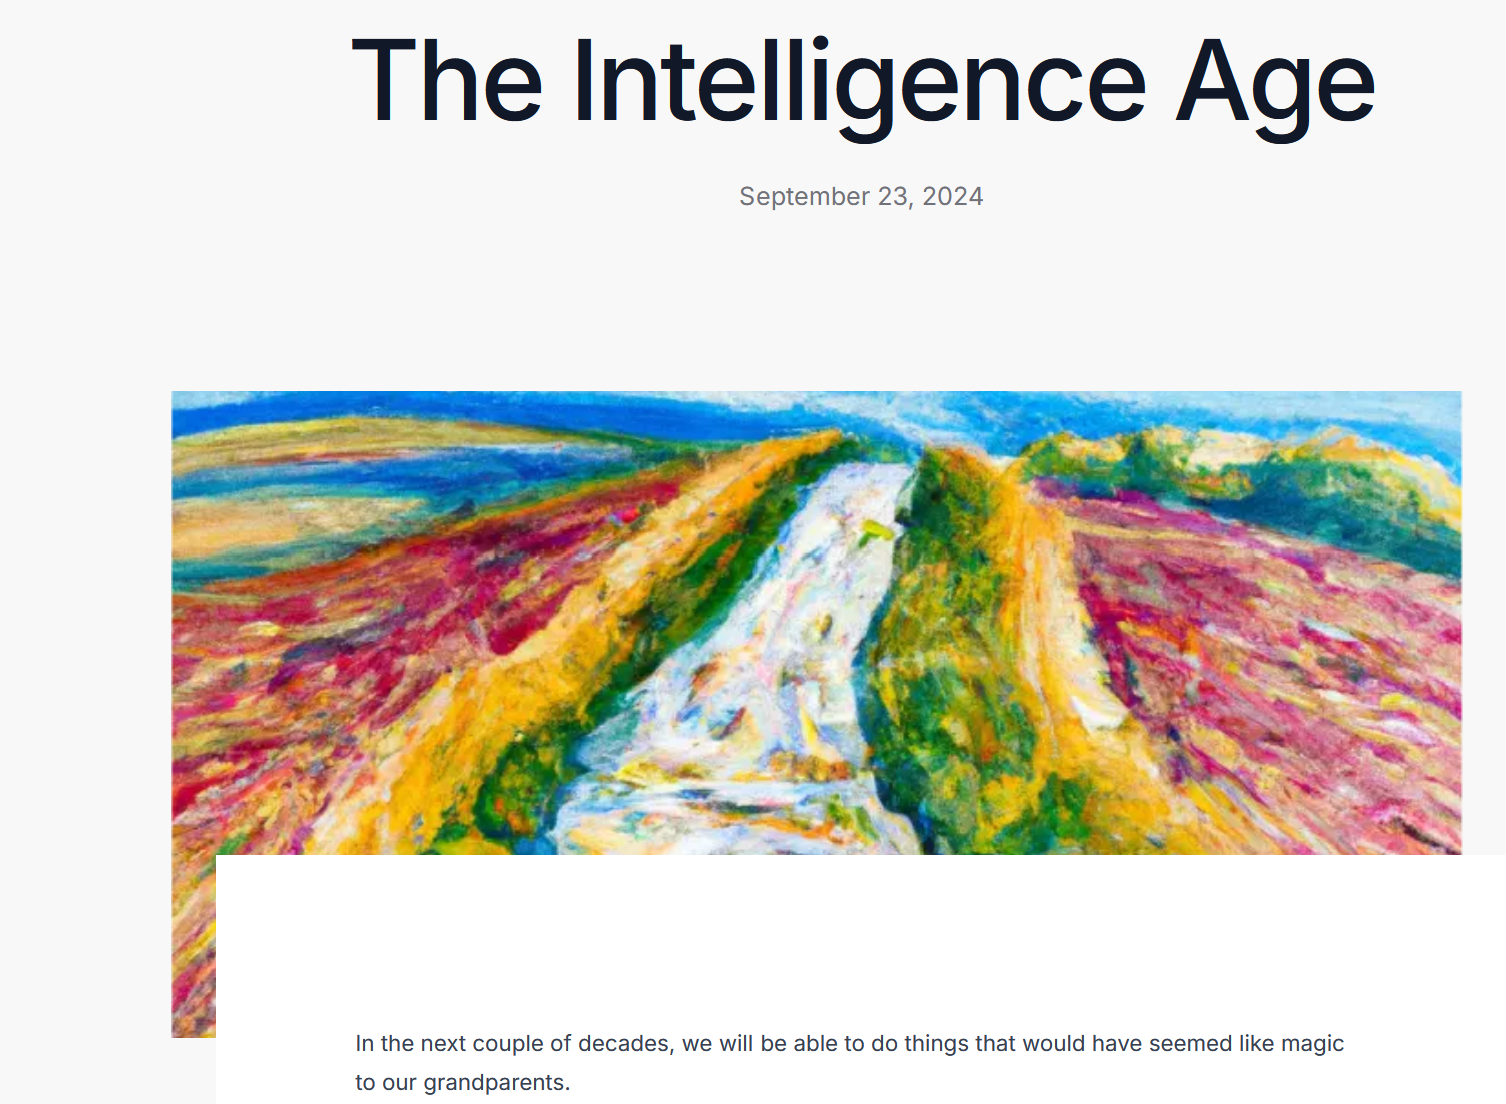 The Intelligence Age
September 23, 2024
In the next couple of decades, we will be able to do things that would have seemed like magic
to our grandparents.